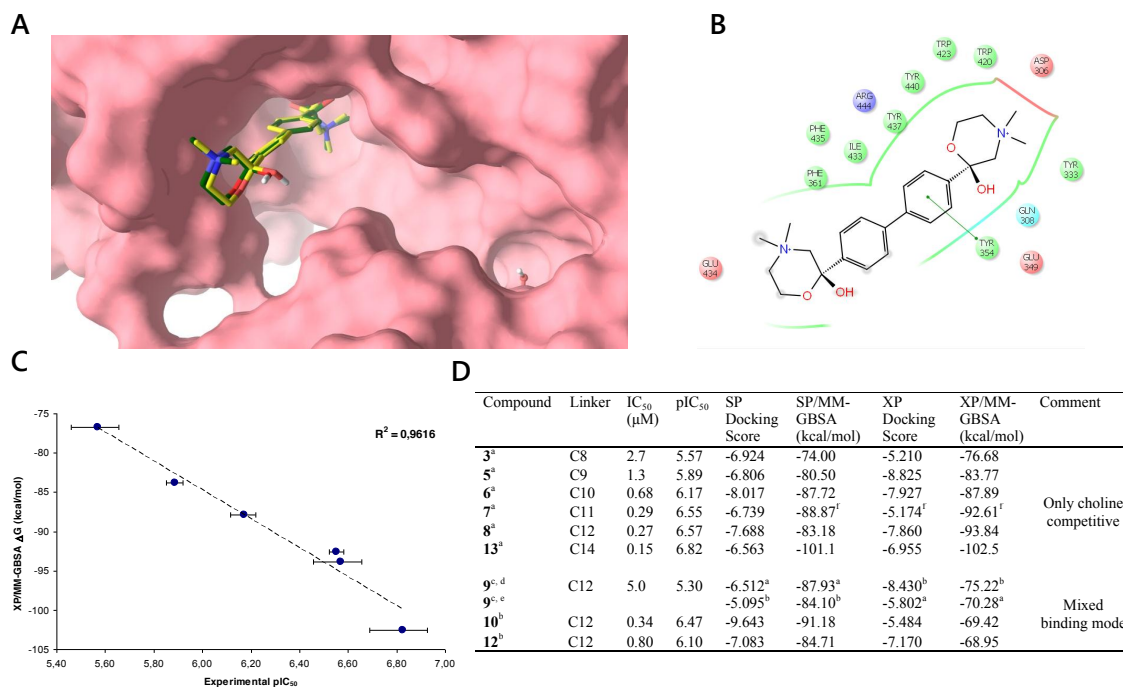 A
B
TRP
423
TRP
420
ASP
306
TYR
440
ARG
444
TYR
437
PHE
435
ILE
433
PHE
361
TYR
333
GLN
308
TYR
354
GLU
349
GLU
434
O
N+
OH
N+
O
OH
C
XP/MM-GBSA ΔG (kcal/mol)
-75
-80
-85
-90
-95
-100
-105
R² = 0,9616
5,40 5,60 5,80 6,00 6,20 6,40 6,60 6,80 7,00
Experimental pIC50
D
Compound Linker IC50 (μM) pIC50 SP Docking Score SP/MM-GBSA (kcal/mol) XP Docking Score XP/MM-GBSA (kcal/mol) Comment
3a C8 2.7 5.57 -6.924 -74.00 -5.210 -76.68
5a C9 1.3 5.89 -6.806 -80.50 -8.825 -83.77
6a C10 0.68 6.17 -8.017 -87.72 -7.927 -87.89
7a C11 0.29 6.55 -6.739 -88.87f -5.174f -92.61f
8a C12 0.27 6.57 -7.688 -83.18 -7.860 -93.84
13a C14 0.15 6.82 -6.563 -101.1 -6.955 -102.5
Only choline
competitive
9c, d C12 5.0 5.30 -6.512a -87.93a -8.430b -75.22b
9c, e -5.095b -84.10b -5.802a -70.28a
10b C12 0.34 6.47 -9.643 -91.18 -5.484 -69.42
12b C12 0.80 6.10 -7.083 -84.71 -7.170 -68.95
Mixed
binding mode